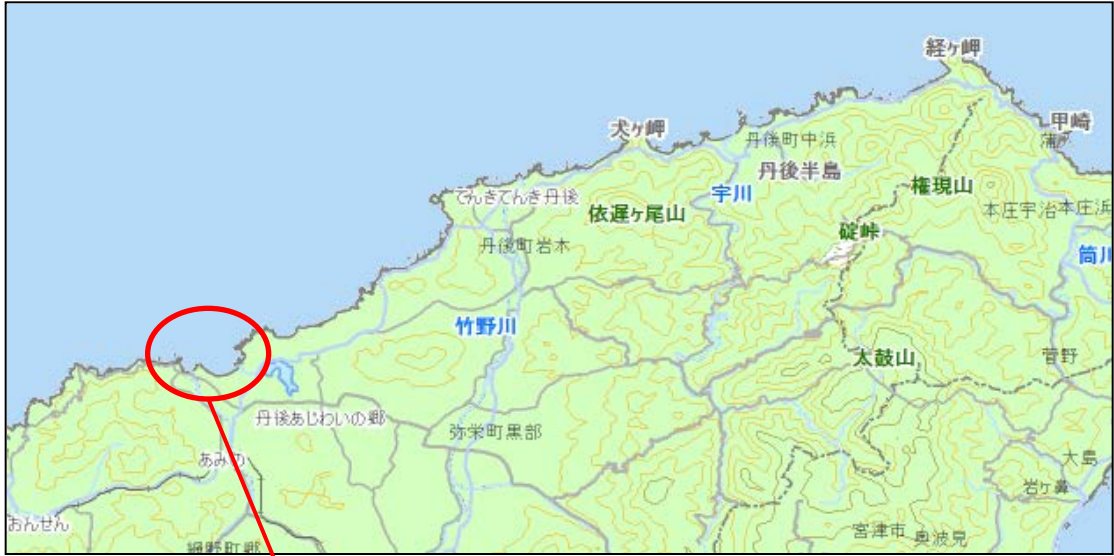 経ヶ岬
犬ヶ岬
甲崎
丹後町中浜
丹後半島
てんきてんき丹後
宇川
権現山
依遅ヶ尾山
本庄宇治
本庄浜
碇峠
丹後町岩木
筒川
竹野川
太鼓山
菅野
丹後あじわいの郷
弥栄町黒部
あみの
大島
岩ヶ鼻
おんせん
網野町郷
宮津市
奥波見